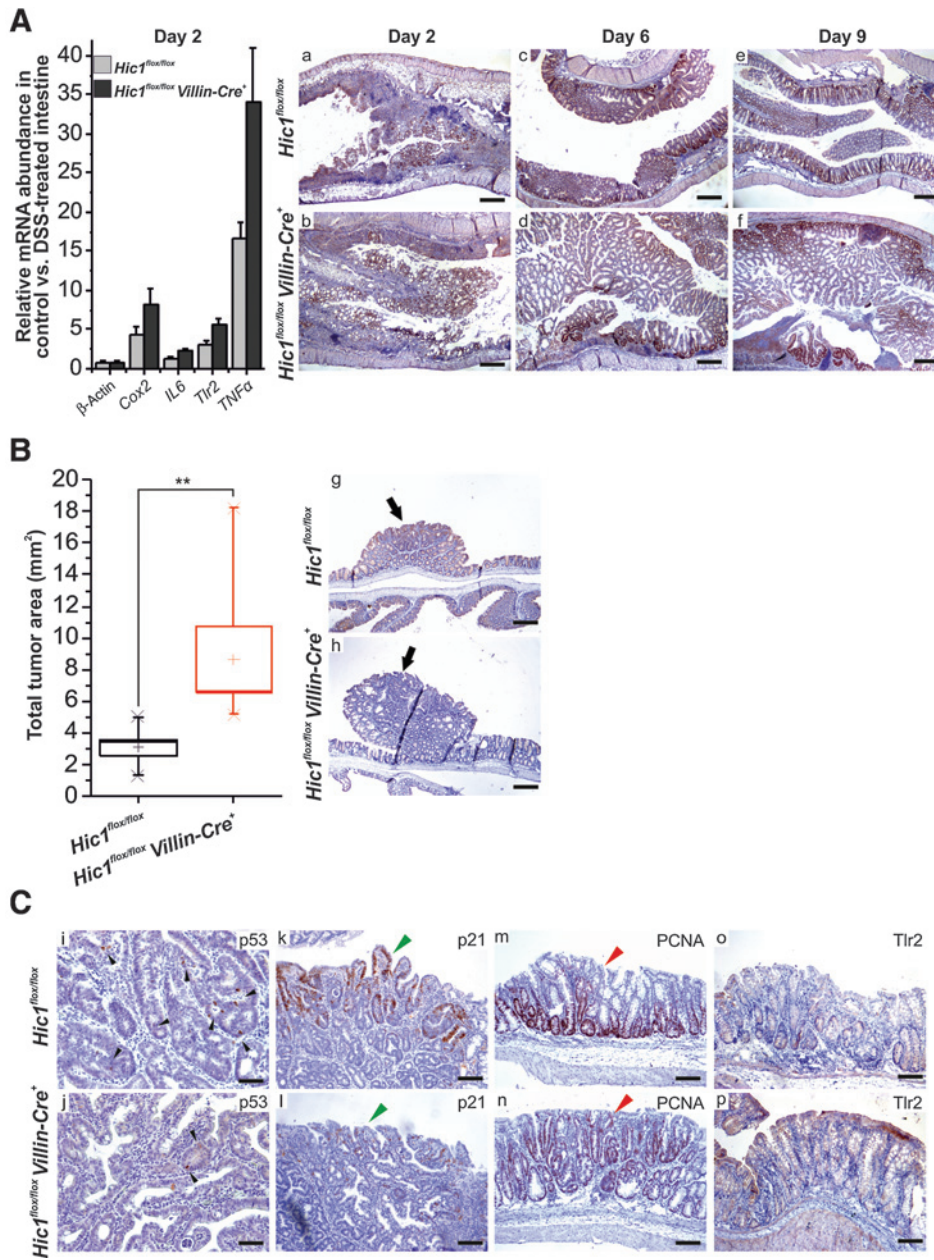 A
Day 2
Relative mRNA abundance in
control vs. DSS-treated intestine
40
35
30
25
20
15
10
5
0
Hic1flox/flox
Hic1flox/flox Villin-Cre+
β-Actin
Cox2
IL6
Tlr2
TNFα
Day 2
Day 6
Day 9
Hic1flox/flox
a
c
e
Hic1flox/flox Villin-Cre+
b
d
f
B
Total tumor area (mm²)
20
18
16
14
12
10
8
6
4
2
0
**
Hic1flox/flox
Hic1flox/flox Villin-Cre+
Hic1flox/flox
g
Hic1flox/flox Villin-Cre+
h
C
Hic1flox/flox
i
p53
k
p21
m
PCNA
o
Tlr2
Hic1flox/flox Villin-Cre+
j
p53
l
p21
n
PCNA
p
Tlr2